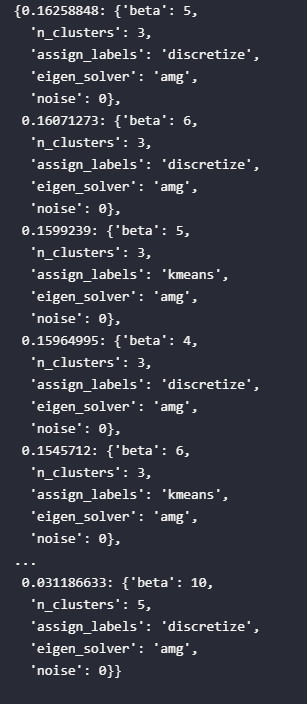 {0.16258848: {'beta': 5,
'n_clusters': 3,
'assign_labels': 'discretize',
'eigen_solver': 'amg',
'noise': 0},
0.16071273: {'beta': 6,
'n_clusters': 3,
'assign_labels': 'discretize',
'eigen_solver': 'amg',
'noise': 0},
0.1599239: {'beta': 5,
'n_clusters': 3,
'assign_labels': 'kmeans',
'eigen_solver': 'amg',
'noise': 0},
0.15964995: {'beta': 4,
'n_clusters': 3,
'assign_labels': 'discretize',
'eigen_solver': 'amg',
'noise': 0},
0.1545712: {'beta': 6,
'n_clusters': 3,
'assign_labels': 'kmeans',
'eigen_solver': 'amg',
'noise': 0},
...
0.031186633: {'beta': 10,
'n_clusters': 5,
'assign_labels': 'discretize',
'eigen_solver': 'amg',
'noise': 0}}